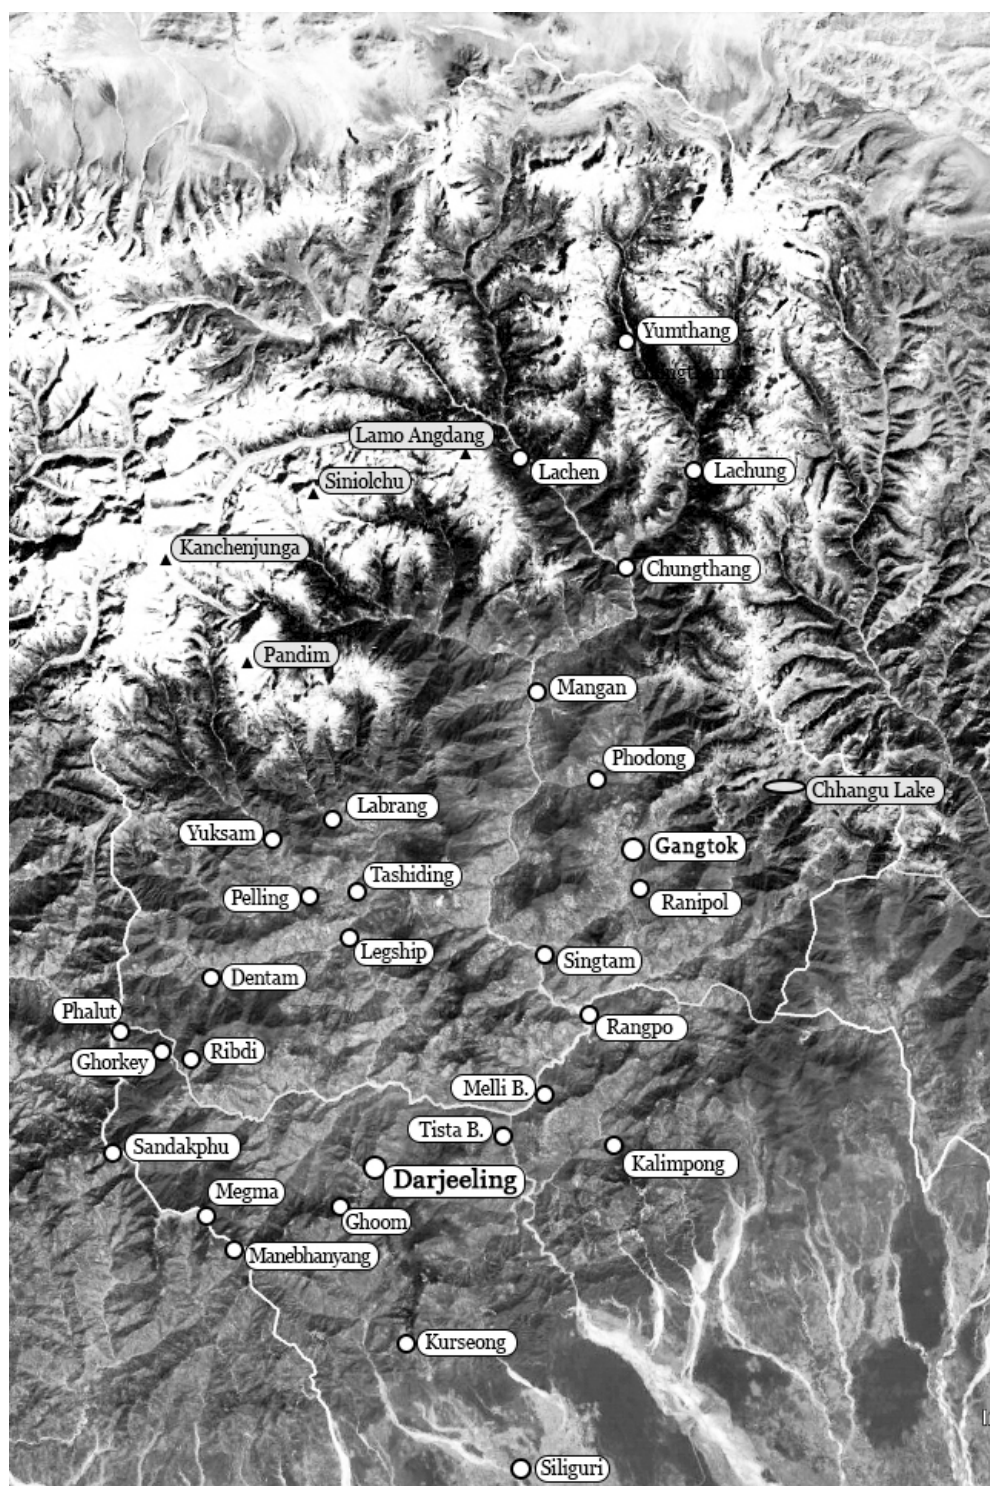 Yumthang
Chungthang
Lamo Angdang
Lachen
Lachung
Siniolchu
Kanchenjunga
Chungthang
Pandim
Mangan
Phodong
Chhangu Lake
Labrang
Yuksam
Gangtok
Tashiding
Pelling
Ranipol
Legship
Singtam
Dentam
Phalut
Rangpo
Ghorkey
Ribdi
Melli B.
Tista B.
Sandakphu
Kalimpong
Darjeeling
Megma
Ghoom
Manebhanyang
Kurseong
Siliguri